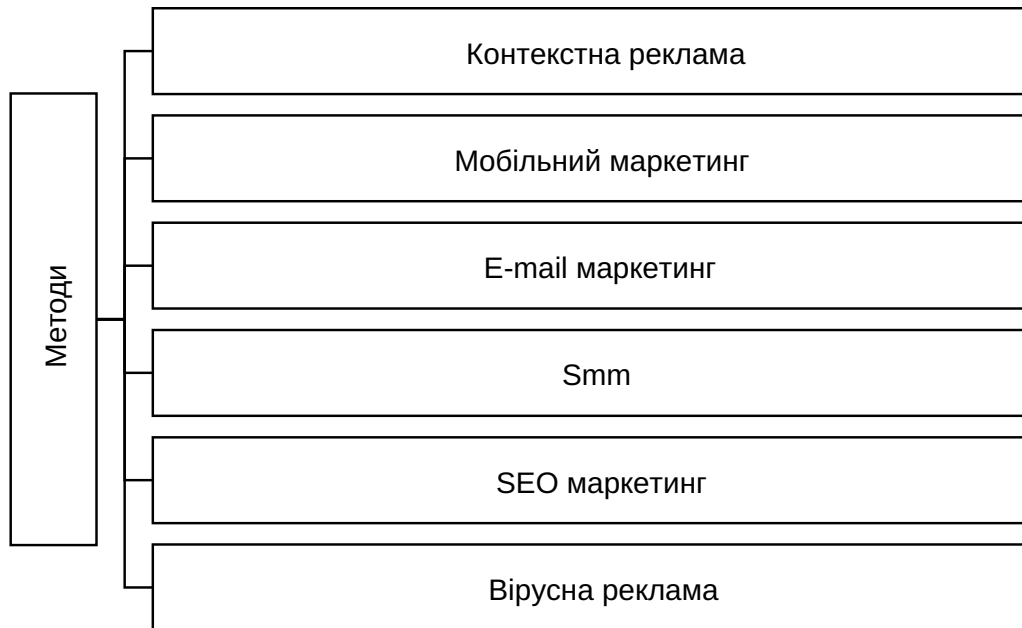 Методи
Контекстна реклама
Мобільний маркетинг
E-mail маркетинг
Smm
SEO маркетинг
Вірусна реклама